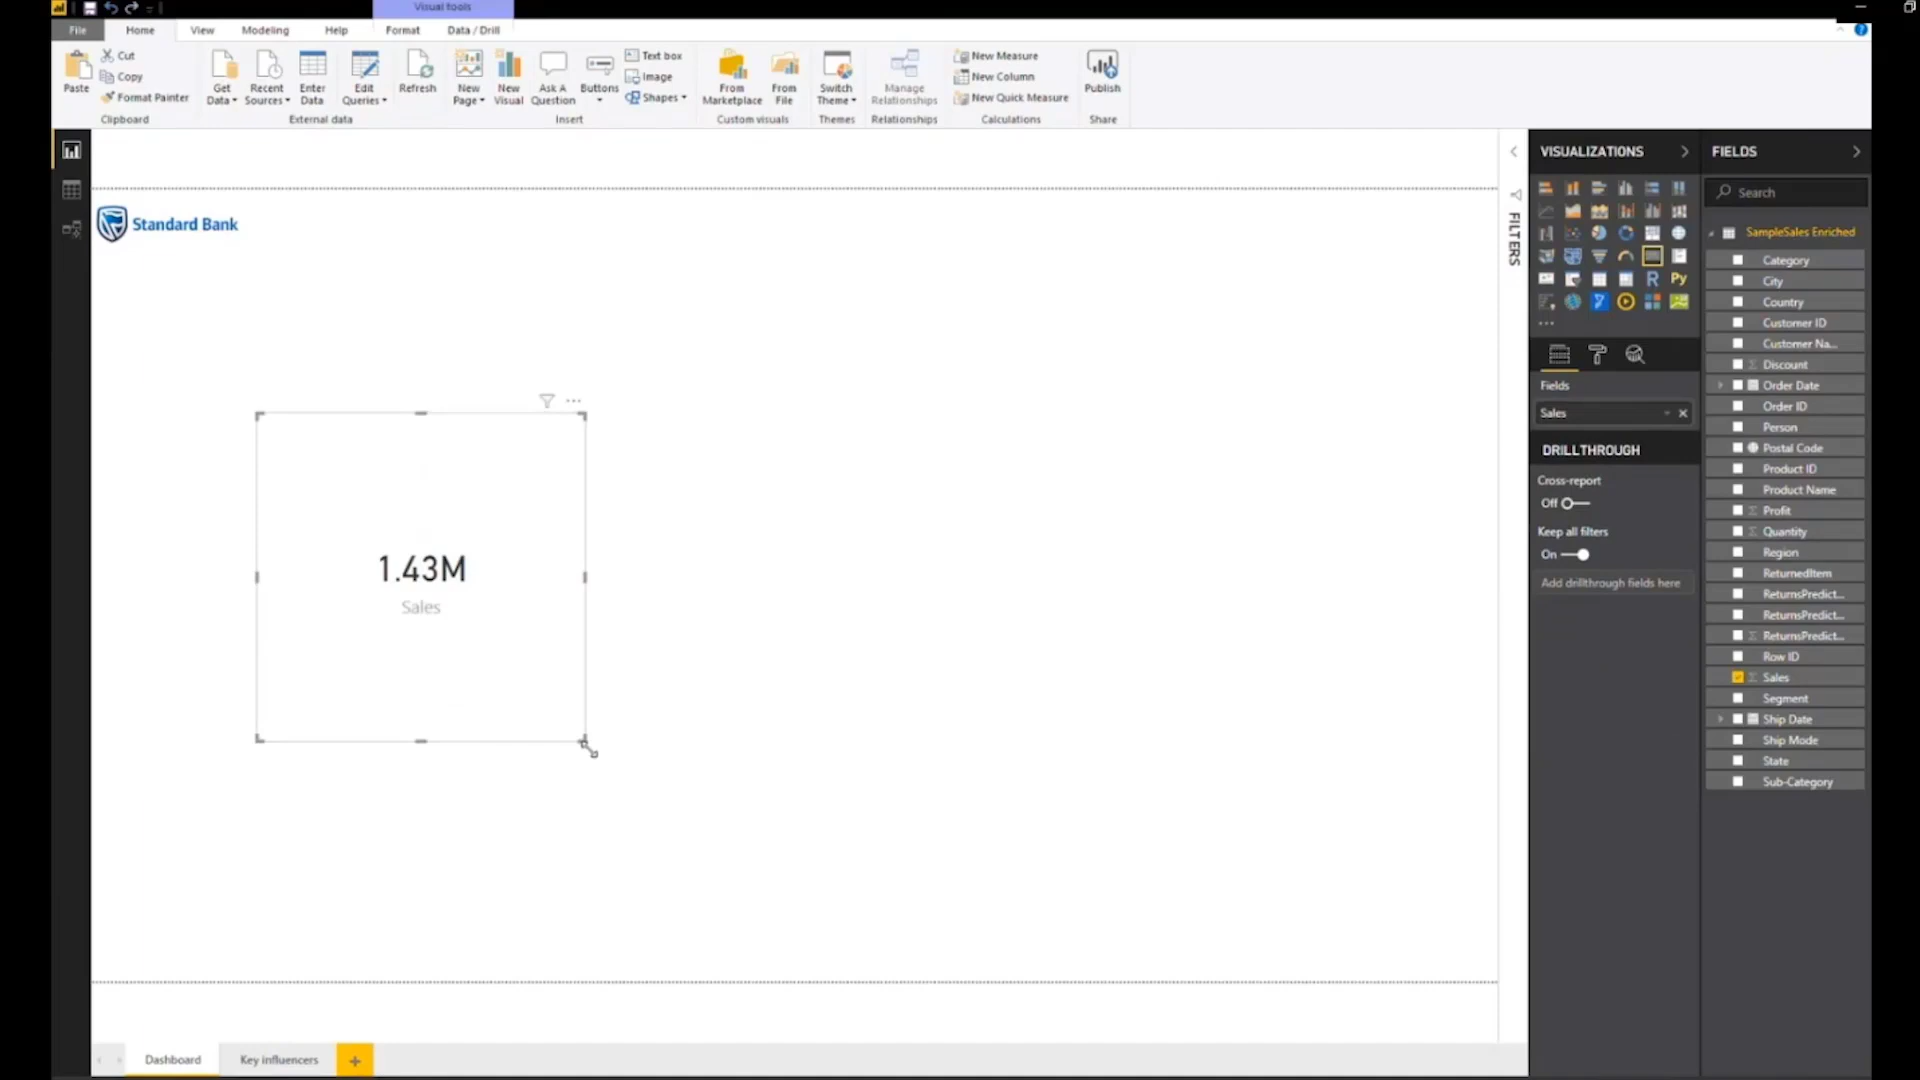 Visual tools
File Home View Modeling Help Format Data / Drill
Paste
Cut
Copy
Format Painter
Clipboard
Get Data
Recent Sources
Enter Data
Edit Queries
Refresh
External data
New Page
New Visual
Ask A Question
Buttons
Text box
Image
Shapes
Insert
From Marketplace
From File
Custom visuals
Switch Theme
Themes
Manage Relationships
Relationships
New Measure
New Column
New Quick Measure
Calculations
Publish
Share
Standard Bank
1.43M
Sales
FILTERS
VISUALIZATIONS
R Py
Fields
Sales
DRILLTHROUGH
Cross-report
Off
Keep all filters
On
Add drillthrough fields here
FIELDS
Search
SampleSales Enriched
Category
City
Country
Customer ID
Customer Na...
Discount
Order Date
Order ID
Person
Postal Code
Product ID
Product Name
Profit
Quantity
Region
ReturnedItem
ReturnsPredict...
ReturnsPredict...
ReturnsPredict...
Row ID
Sales
Segment
Ship Date
Ship Mode
State
Sub-Category
Dashboard Key influencers +